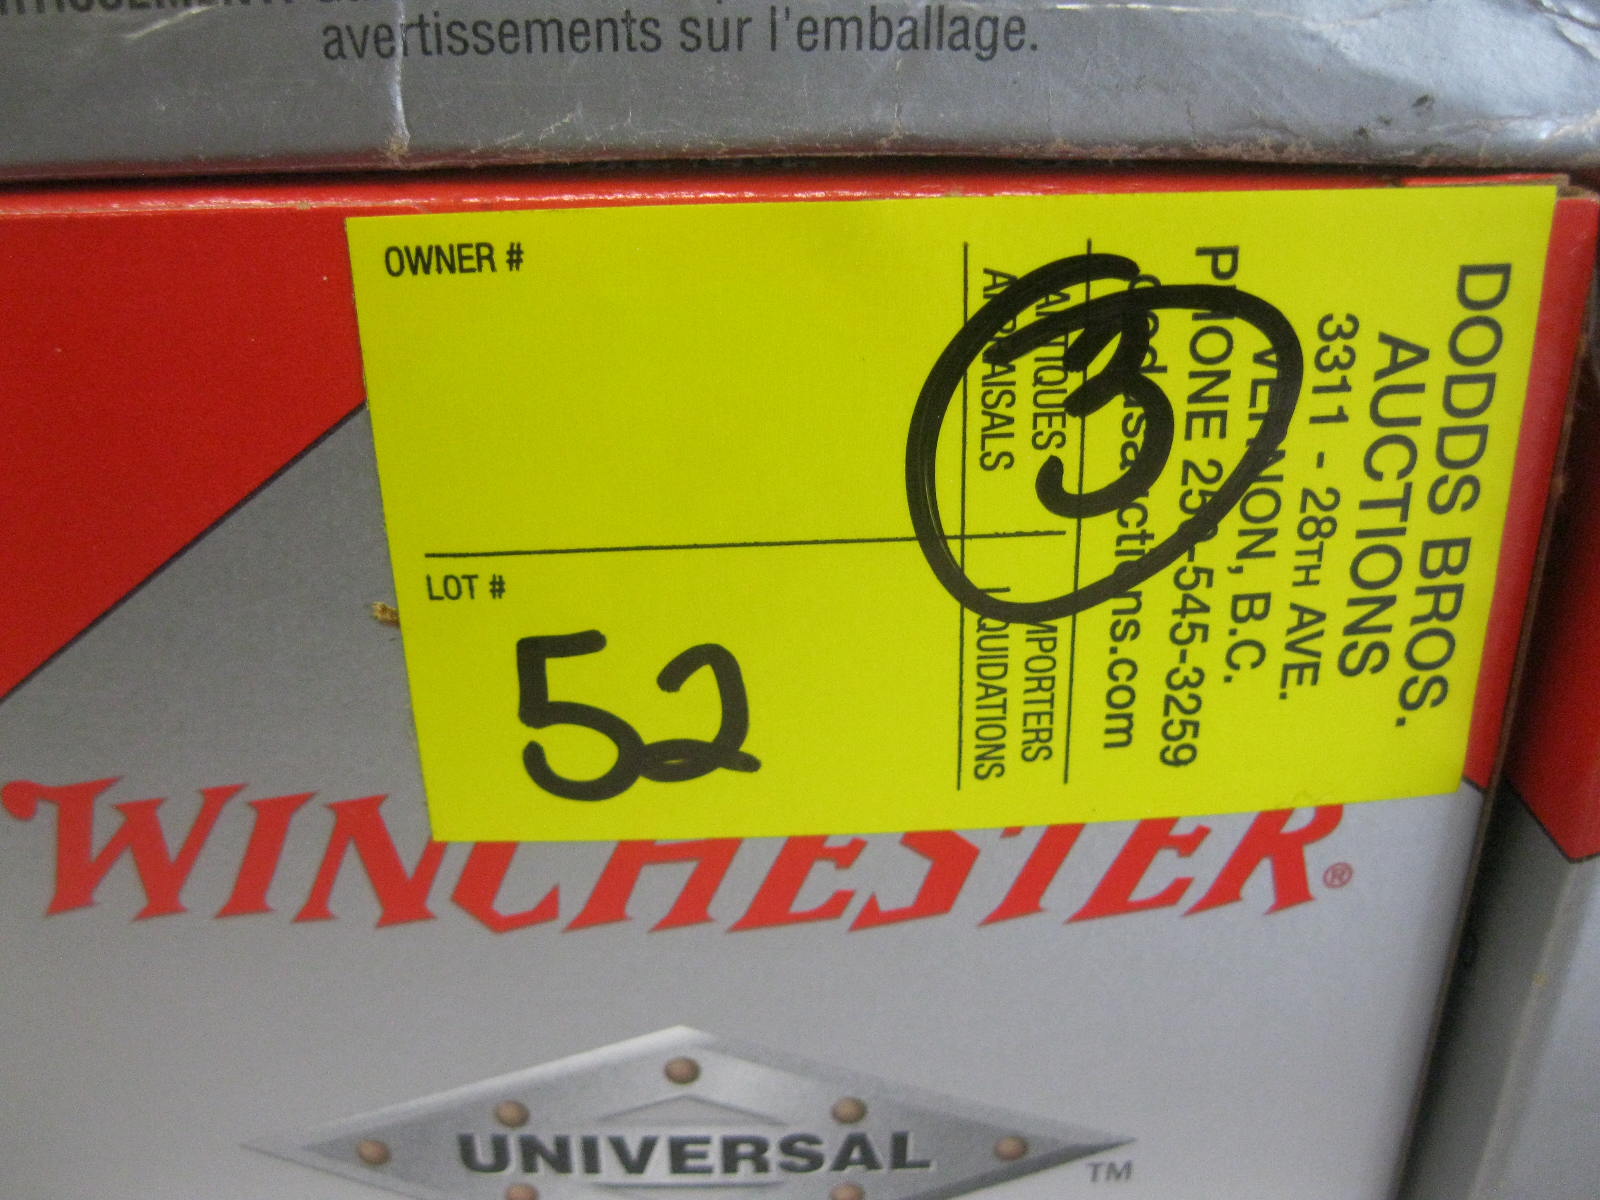 avertissements sur l'emballage.
OWNER #
LOT #
52
3
DODDS BROS.
AUCTIONS
3311 - 28TH AVE.
VERNON, B.C.
PHONE 250-545-3259
ANTIQUES IMPORTERS
APPRAISALS LIQUIDATIONS
WINCHESTER®
UNIVERSAL TM